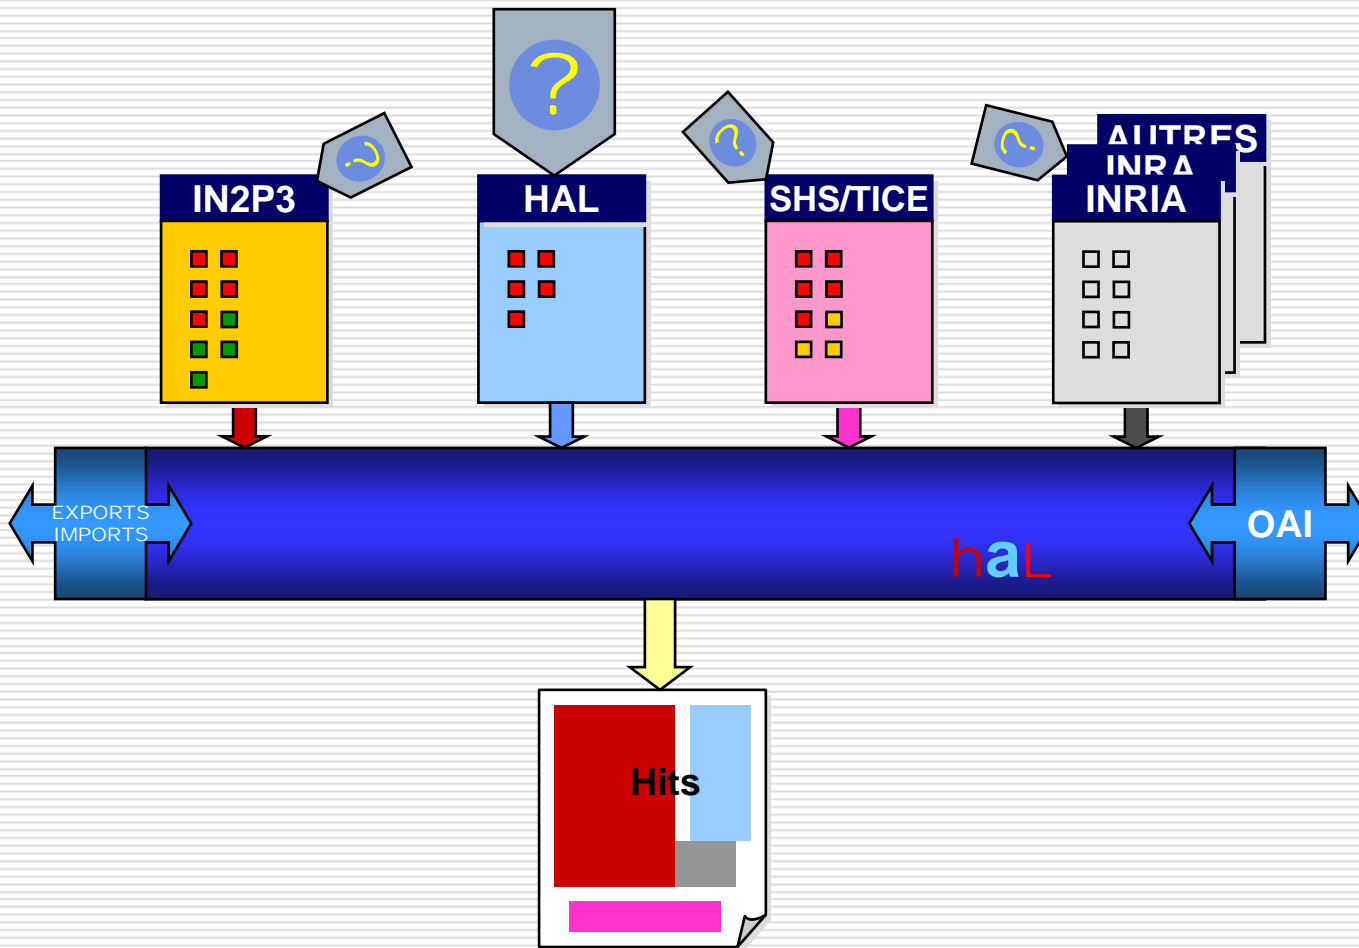 ?
?
?
?
AUTRES
INRA
IN2P3
HAL
SHS/TICE
INRIA
EXPORTS
IMPORTS
OAI
haL
Hits